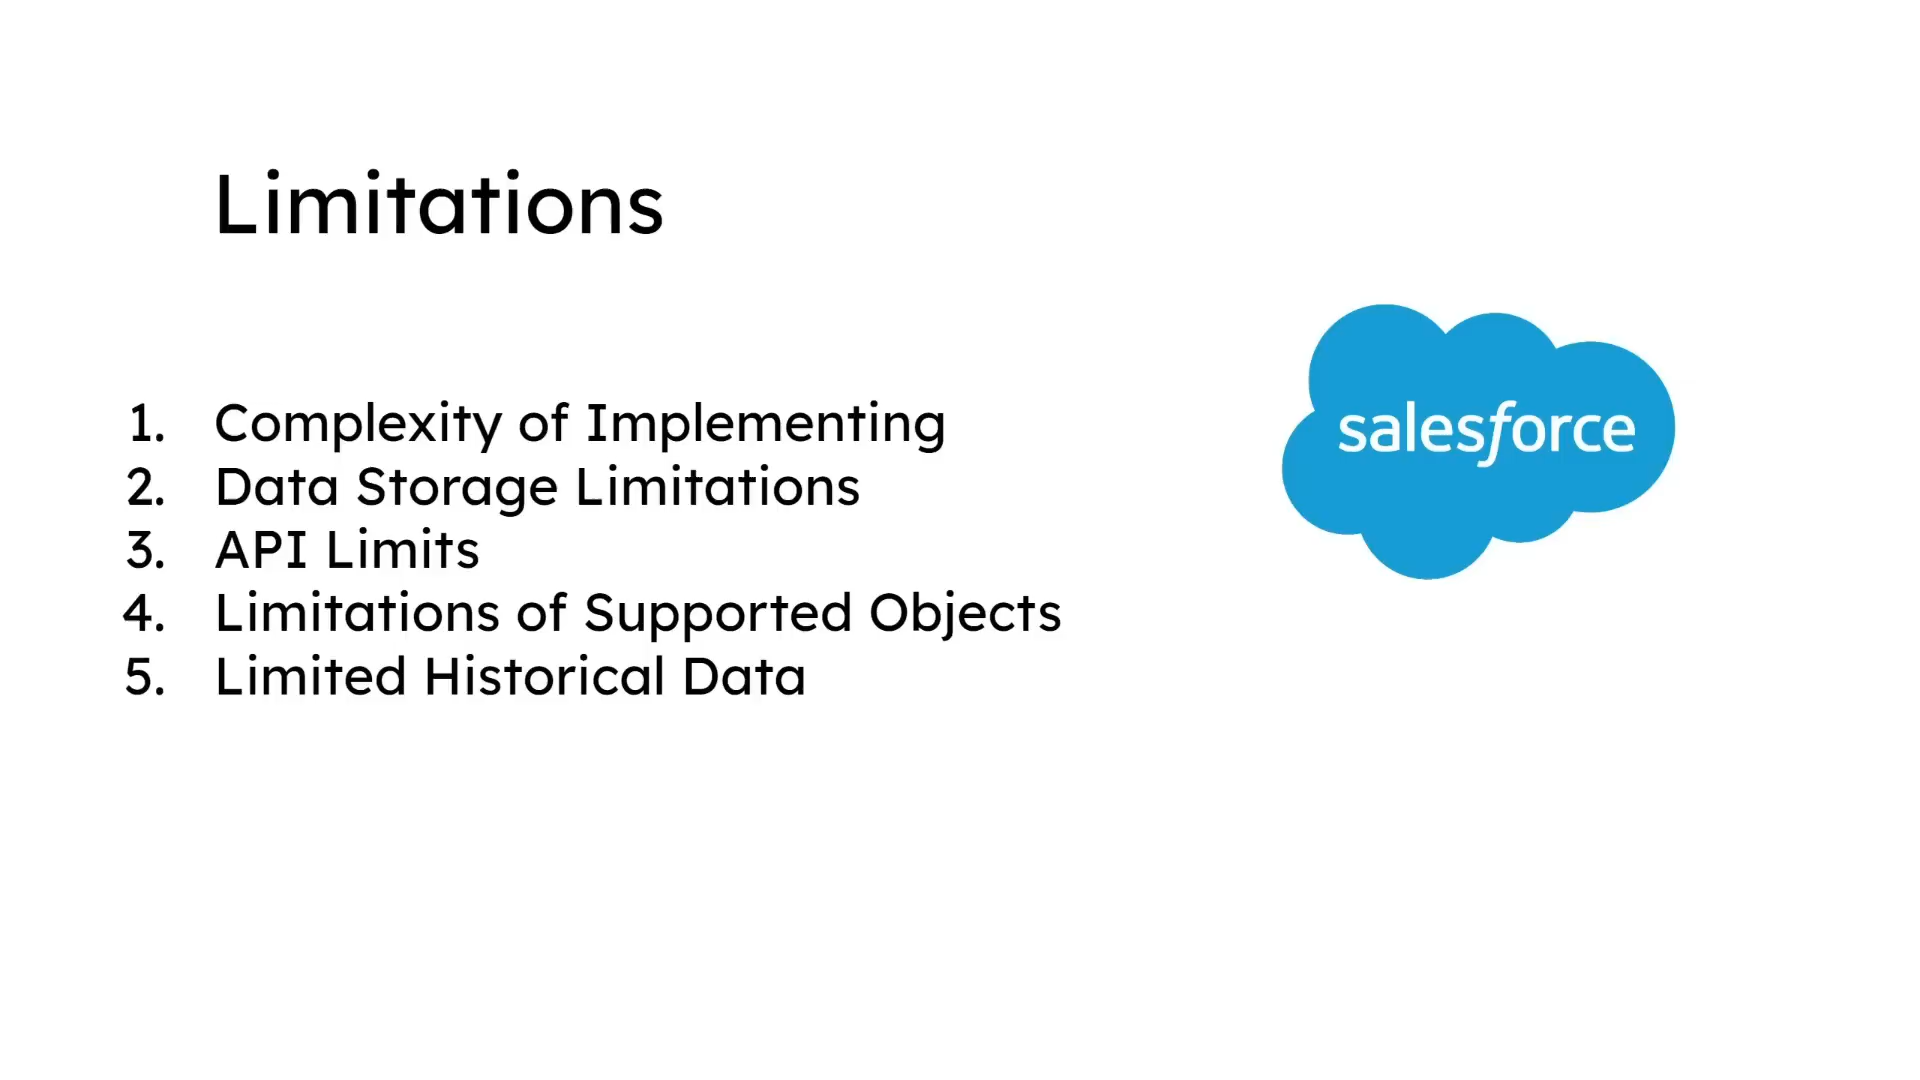 Limitations
1. Complexity of Implementing
2. Data Storage Limitations
3. API Limits
4. Limitations of Supported Objects
5. Limited Historical Data
salesforce